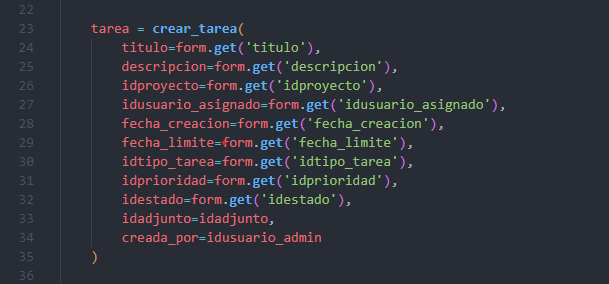 22
23 tarea = crear_tarea(
24 titulo=form.get('titulo'),
25 descripcion=form.get('descripcion'),
26 idproyecto=form.get('idproyecto'),
27 idusuario_asignado=form.get('idusuario_asignado'),
28 fecha_creacion=form.get('fecha_creacion'),
29 fecha_limite=form.get('fecha_limite'),
30 idtipo_tarea=form.get('idtipo_tarea'),
31 idprioridad=form.get('idprioridad'),
32 idestado=form.get('idestado'),
33 idadjunto=idadjunto,
34 creada_por=idusuario_admin
35 )
36